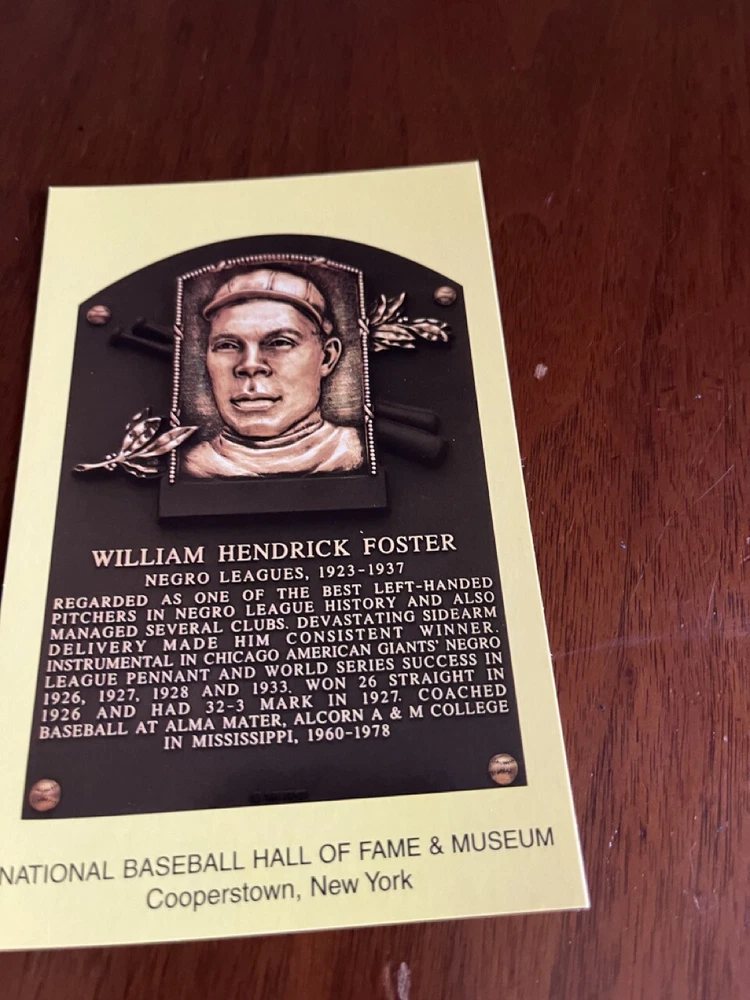 WILLIAM HENDRICK FOSTER
NEGRO LEAGUES, 1923-1937
REGARDED AS ONE OF THE BEST LEFT-HANDED
PITCHERS IN NEGRO LEAGUE HISTORY AND ALSO
MANAGED SEVERAL CLUBS. DEVASTATING SIDEARM
DELIVERY MADE HIM CONSISTENT WINNER.
INSTRUMENTAL IN CHICAGO AMERICAN GIANTS' NEGRO
LEAGUE PENNANT AND WORLD SERIES SUCCESS IN
1926, 1927, 1928 AND 1933. WON 26 STRAIGHT IN
1926 AND HAD 32-3 MARK IN 1927. COACHED
BASEBALL AT ALMA MATER, ALCORN A & M COLLEGE
IN MISSISSIPPI, 1960-1978
NATIONAL BASEBALL HALL OF FAME & MUSEUM
Cooperstown, New York